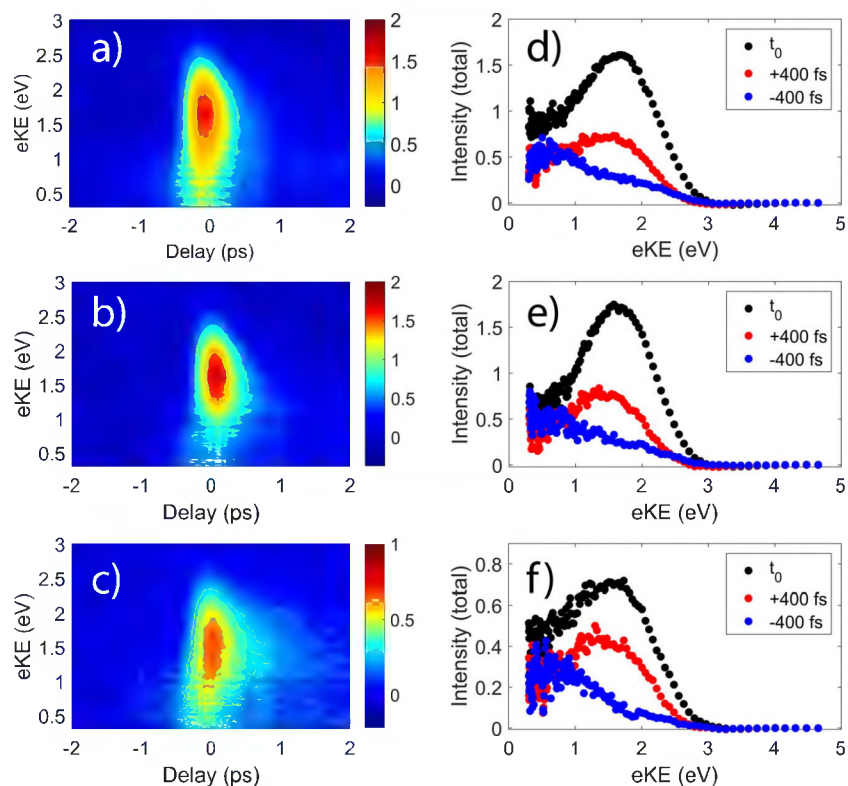 a)
eKE (eV)
3
2.5
2
1.5
1
0.5
-2 -1 0 1 2
Delay (ps)
2
1.5
1
0.5
0
d)
Intensity (total)
2
1.5
1
0.5
0
0 1 2 3 4 5
eKE (eV)
t0
+400 fs
-400 fs
b)
eKE (eV)
3
2.5
2
1.5
1
0.5
-2 -1 0 1 2
Delay (ps)
2
1.5
1
0.5
0
e)
Intensity (total)
2
1.5
1
0.5
0
0 1 2 3 4 5
eKE (eV)
t0
+400 fs
-400 fs
c)
eKE (eV)
3
2.5
2
1.5
1
0.5
-2 -1 0 1 2
Delay (ps)
1
0.5
0
f)
Intensity (total)
0.8
0.6
0.4
0.2
0
0 1 2 3 4 5
eKE (eV)
t0
+400 fs
-400 fs